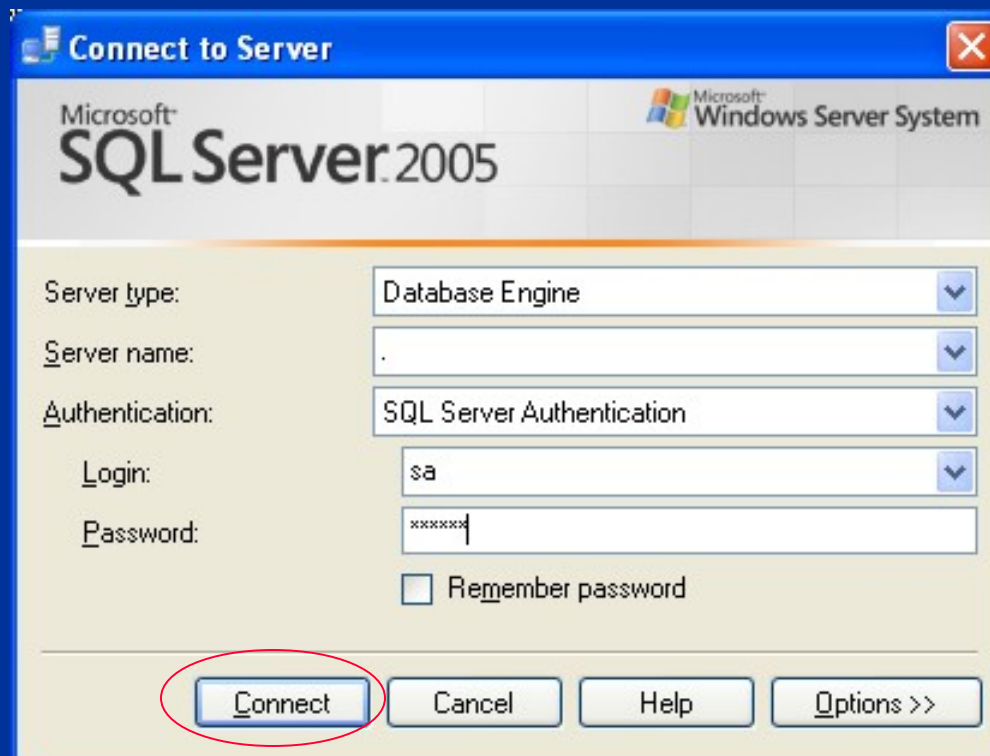 Connect to Server
Microsoft
SQL Server 2005
Microsoft
Windows Server System
Server type: Database Engine
Server name: .
Authentication: SQL Server Authentication
Login: sa
Password: ******
Remember password
Connect Cancel Help Options >>